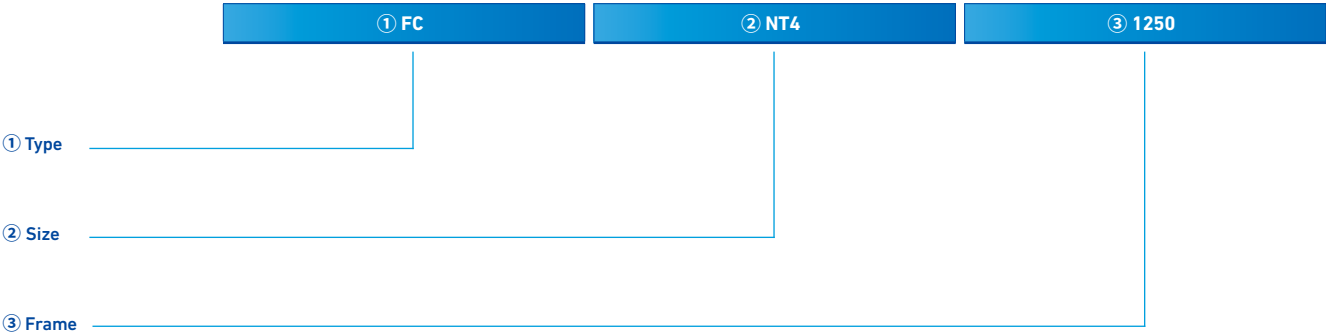 ① FC
② NT4
③ 1250
① Type
② Size
③ Frame